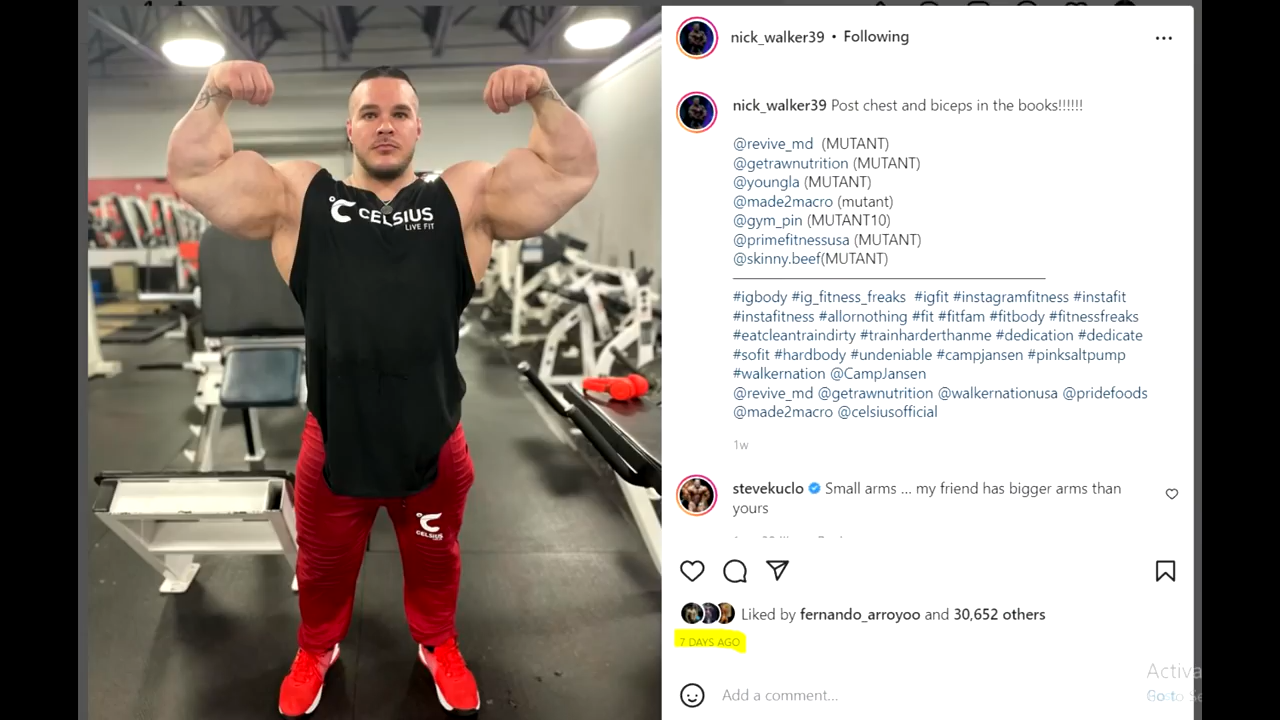 CELSIUS
LIVE FIT
CELSIUS
nick_walker39 • Following
nick_walker39 Post chest and biceps in the books!!!!!!
@revive_md (MUTANT)
@getrawnutrition (MUTANT)
@youngla (MUTANT)
@made2macro (mutant)
@gym_pin (MUTANT10)
@primefitnessusa (MUTANT)
@skinny.beef(MUTANT)
#igbody #ig_fitness_freaks #igfit #instagramfitness #instafit
#instafitness #allornothing #fit #fitfam #fitbody #fitnessfreaks
#eatcleantraindirty #trainharderthanme #dedication #dedicate
#sofit #hardbody #undeniable #campjansen #pinksaltpump
#walkernation @CampJansen
@revive_md @getrawnutrition @walkernationusa @pridefoods
@made2macro @celsiusofficial
1w
stevekuclo Small arms ... my friend has bigger arms than
yours
Liked by fernando_arroyoo and 30,652 others
7 DAYS AGO
Add a comment...
Activa
Go to Se